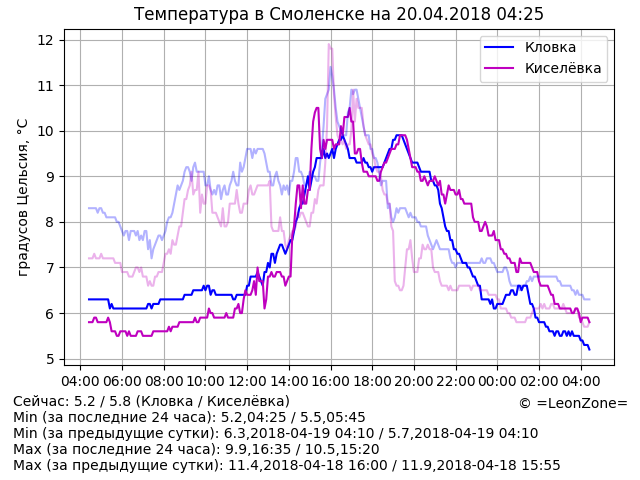 Температура в Смоленске на 20.04.2018 04:25
Кловка
Киселёвка
градусов Цельсия, °C
12
11
10
9
8
7
6
5
04:00 06:00 08:00 10:00 12:00 14:00 16:00 18:00 20:00 22:00 00:00 02:00 04:00
Сейчас: 5.2 / 5.8 (Кловка / Киселёвка)
© =LeonZone=
Min (за последние 24 часа): 5.2,04:25 / 5.5,05:45
Min (за предыдущие сутки): 6.3,2018-04-19 04:10 / 5.7,2018-04-19 04:10
Max (за последние 24 часа): 9.9,16:35 / 10.5,15:20
Max (за предыдущие сутки): 11.4,2018-04-18 16:00 / 11.9,2018-04-18 15:55